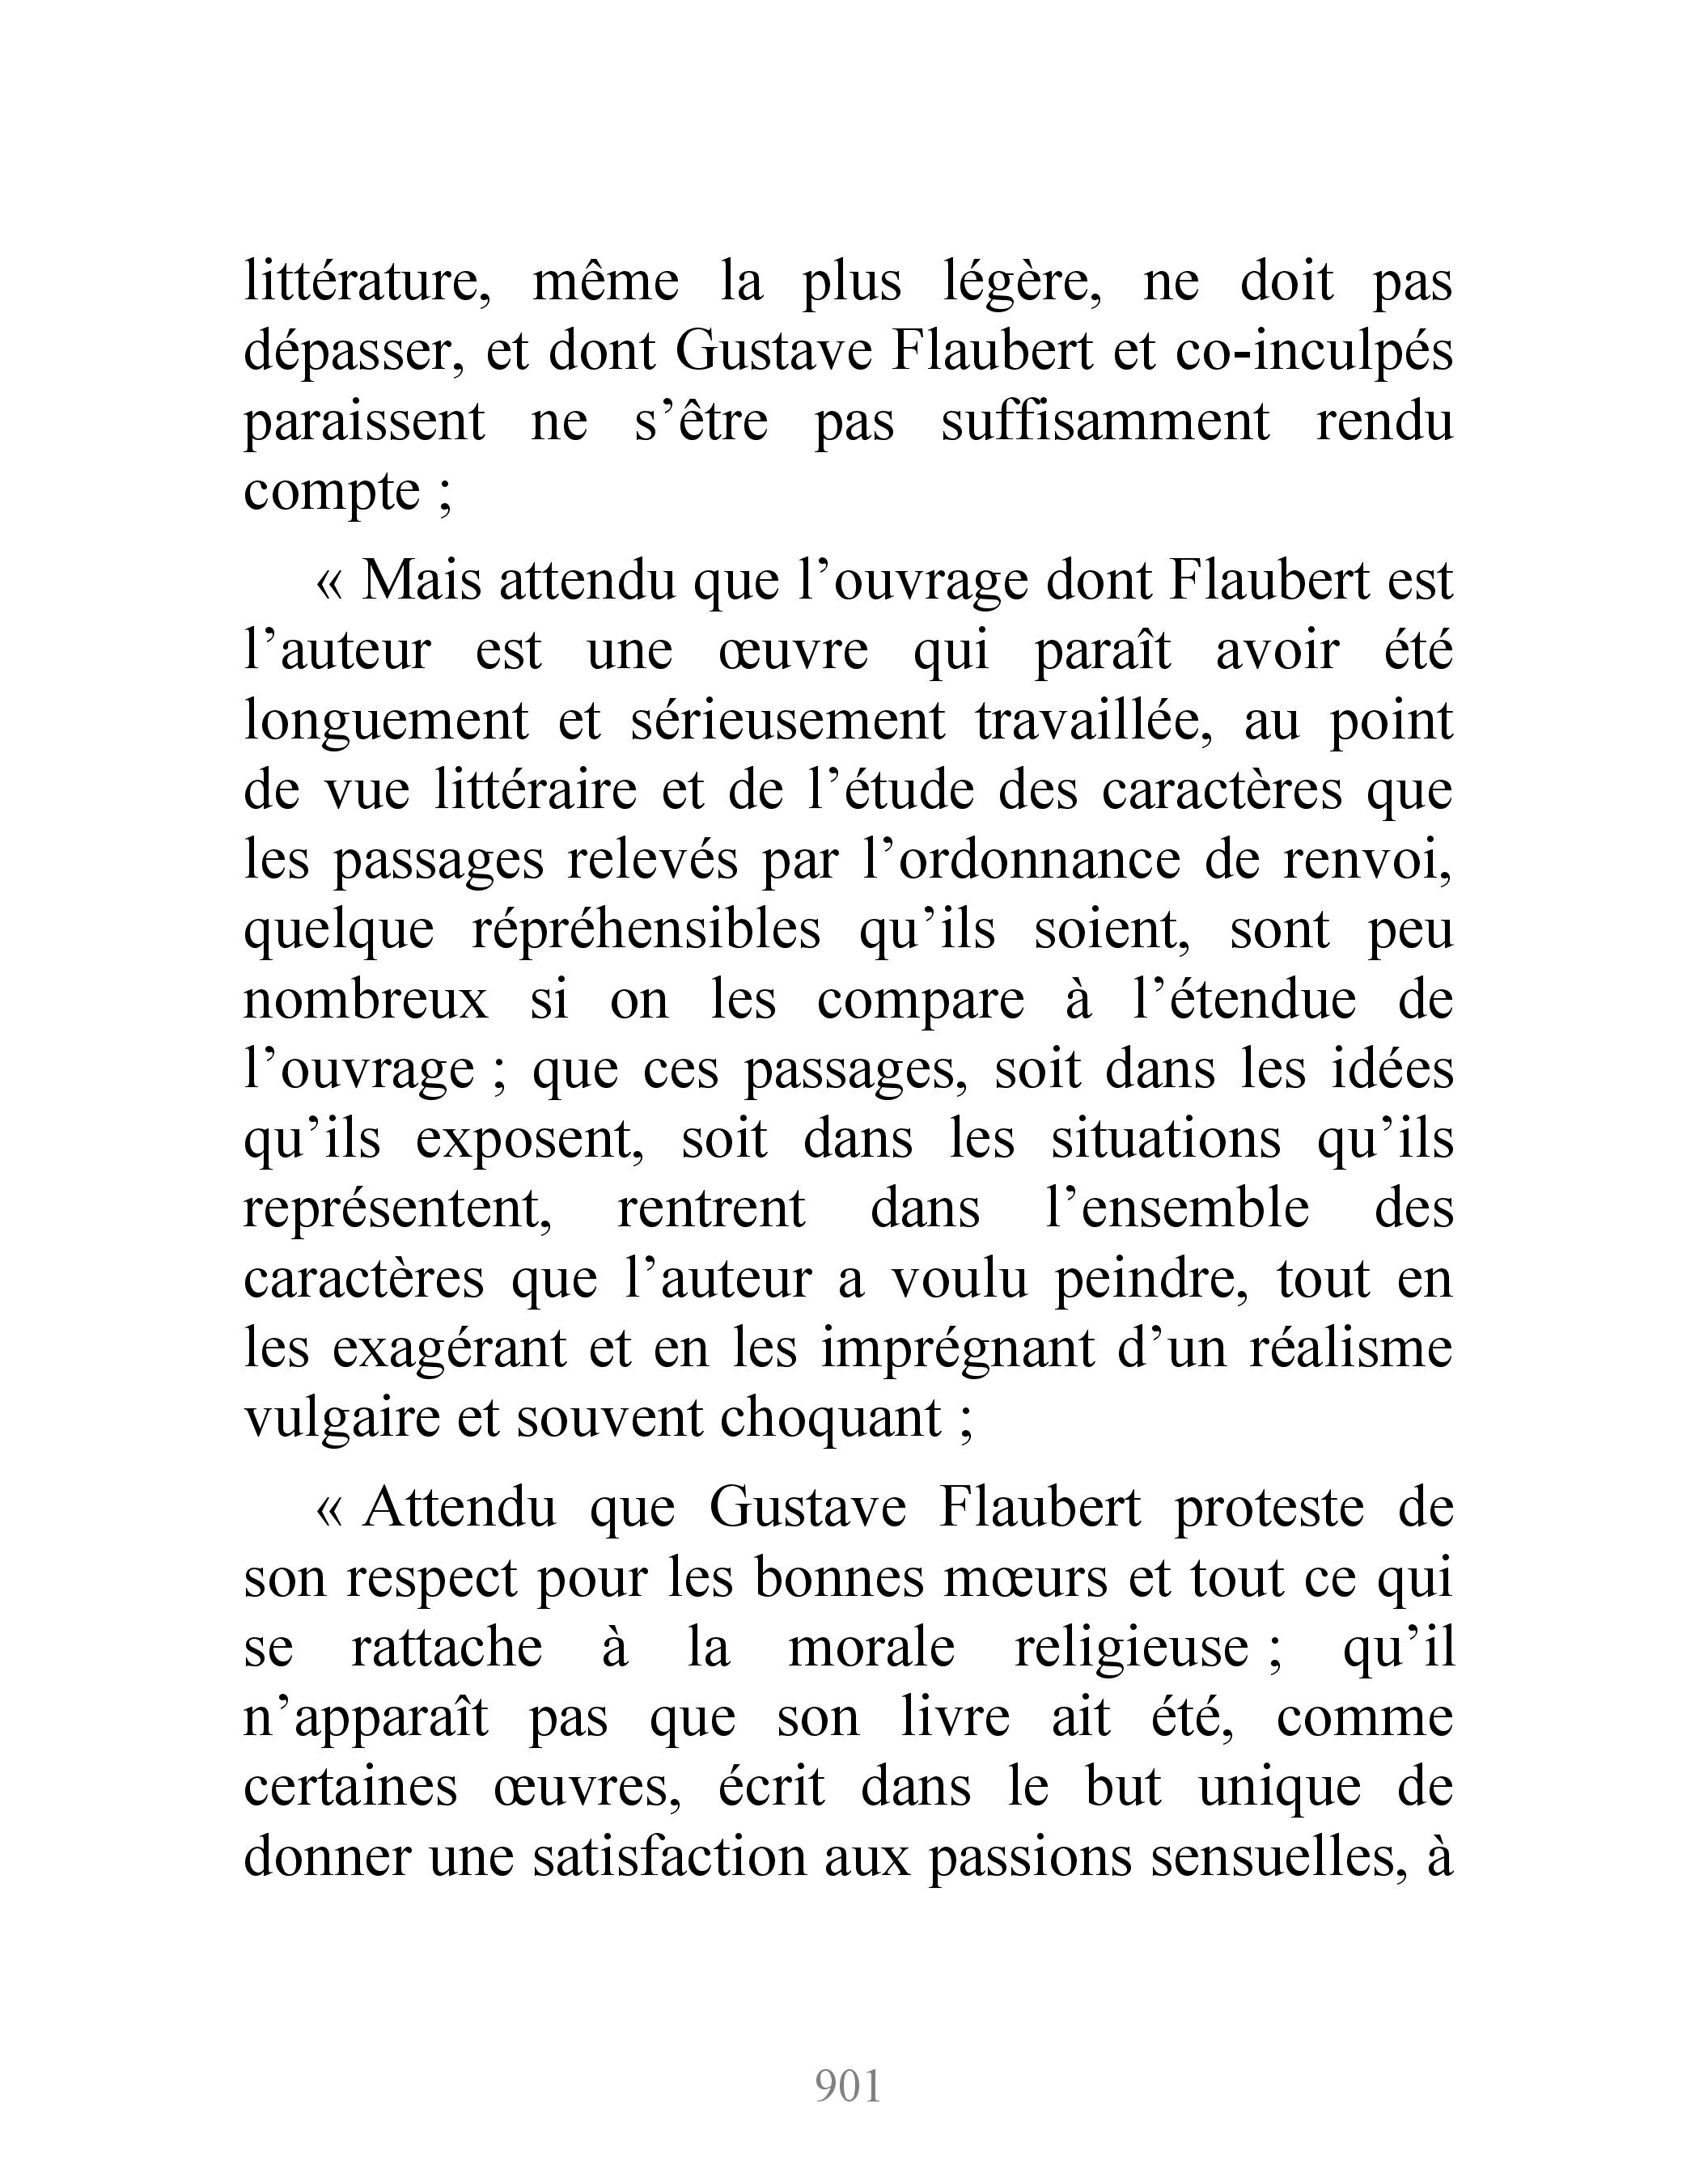 littérature, même la plus légère, ne doit pas
dépasser, et dont Gustave Flaubert et co-inculpés
paraissent ne s’être pas suffisamment rendu
compte ;
« Mais attendu que l’ouvrage dont Flaubert est
l’auteur est une œuvre qui paraît avoir été
longuement et sérieusement travaillée, au point
de vue littéraire et de l’étude des caractères que
les passages relevés par l’ordonnance de renvoi,
quelque répréhensibles qu’ils soient, sont peu
nombreux si on les compare à l’étendue de
l’ouvrage ; que ces passages, soit dans les idées
qu’ils exposent, soit dans les situations qu’ils
représentent, rentrent dans l’ensemble des
caractères que l’auteur a voulu peindre, tout en
les exagérant et en les imprégnant d’un réalisme
vulgaire et souvent choquant ;
« Attendu que Gustave Flaubert proteste de
son respect pour les bonnes mœurs et tout ce qui
se rattache à la morale religieuse ; qu’il
n’apparaît pas que son livre ait été, comme
certaines œuvres, écrit dans le but unique de
donner une satisfaction aux passions sensuelles, à
901